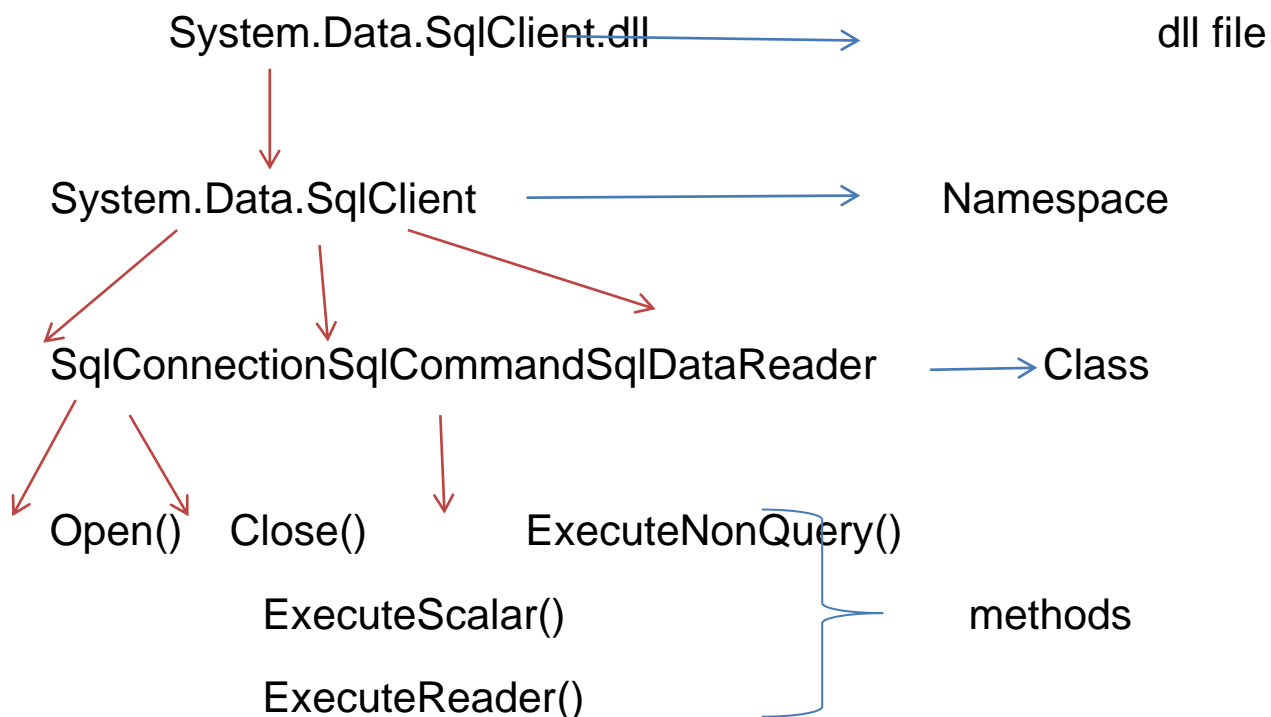 System.Data.SqlClient.dll dll file
System.Data.SqlClient Namespace
SqlConnectionSqlCommandSqlDataReader Class
Open() Close() ExecuteNonQuery()
ExecuteScalar() methods
ExecuteReader()